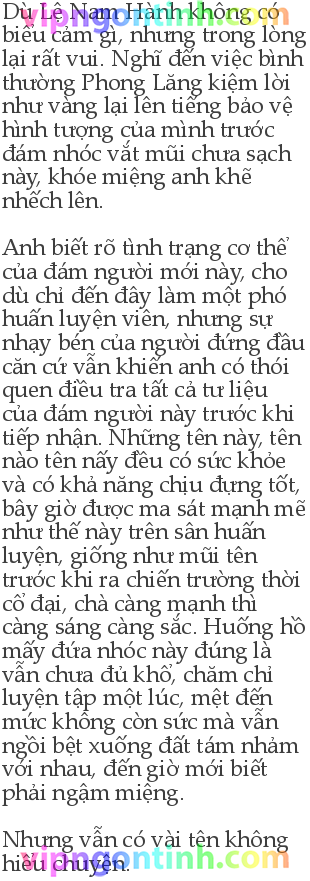 vipngontinh.com
Dù Lê Nam Hành không có
biểu cảm gì, nhưng trong lòng
lại rất vui. Nghĩ đến việc bình
thường Phong Lăng kiệm lời
như vàng lại lên tiếng bảo vệ
hình tượng của mình trước
đám nhóc vắt mũi chưa sạch
này, khóe miệng anh khẽ
nhếch lên.

Anh biết rõ tình trạng cơ thể
của đám người mới này, cho
dù chỉ đến đây làm một phó
huấn luyện viên, nhưng sự
nhạy bén của người đứng đầu
căn cứ vẫn khiến anh có thói
quen điều tra tất cả tư liệu
của đám người này trước khi
tiếp nhận. Những tên này, tên
nào tên nấy đều có sức khỏe
và có khả năng chịu đựng tốt,
bây giờ được ma sát mạnh mẽ
như thế này trên sân huấn
luyện, giống như mũi tên
trước khi ra chiến trường thời
cổ đại, chà càng mạnh thì
càng sáng càng sắc. Huống hồ
mấy đứa nhóc này đúng là
vẫn chưa đủ khổ, chăm chỉ
luyện tập một lúc, mệt đến
mức không còn sức mà vẫn
ngồi bệt xuống đất tám nhảm
với nhau, đến giờ mới biết
phải ngậm miệng.

Nhưng vẫn có vài tên không
hiểu chuyện.
vipngontinh.com